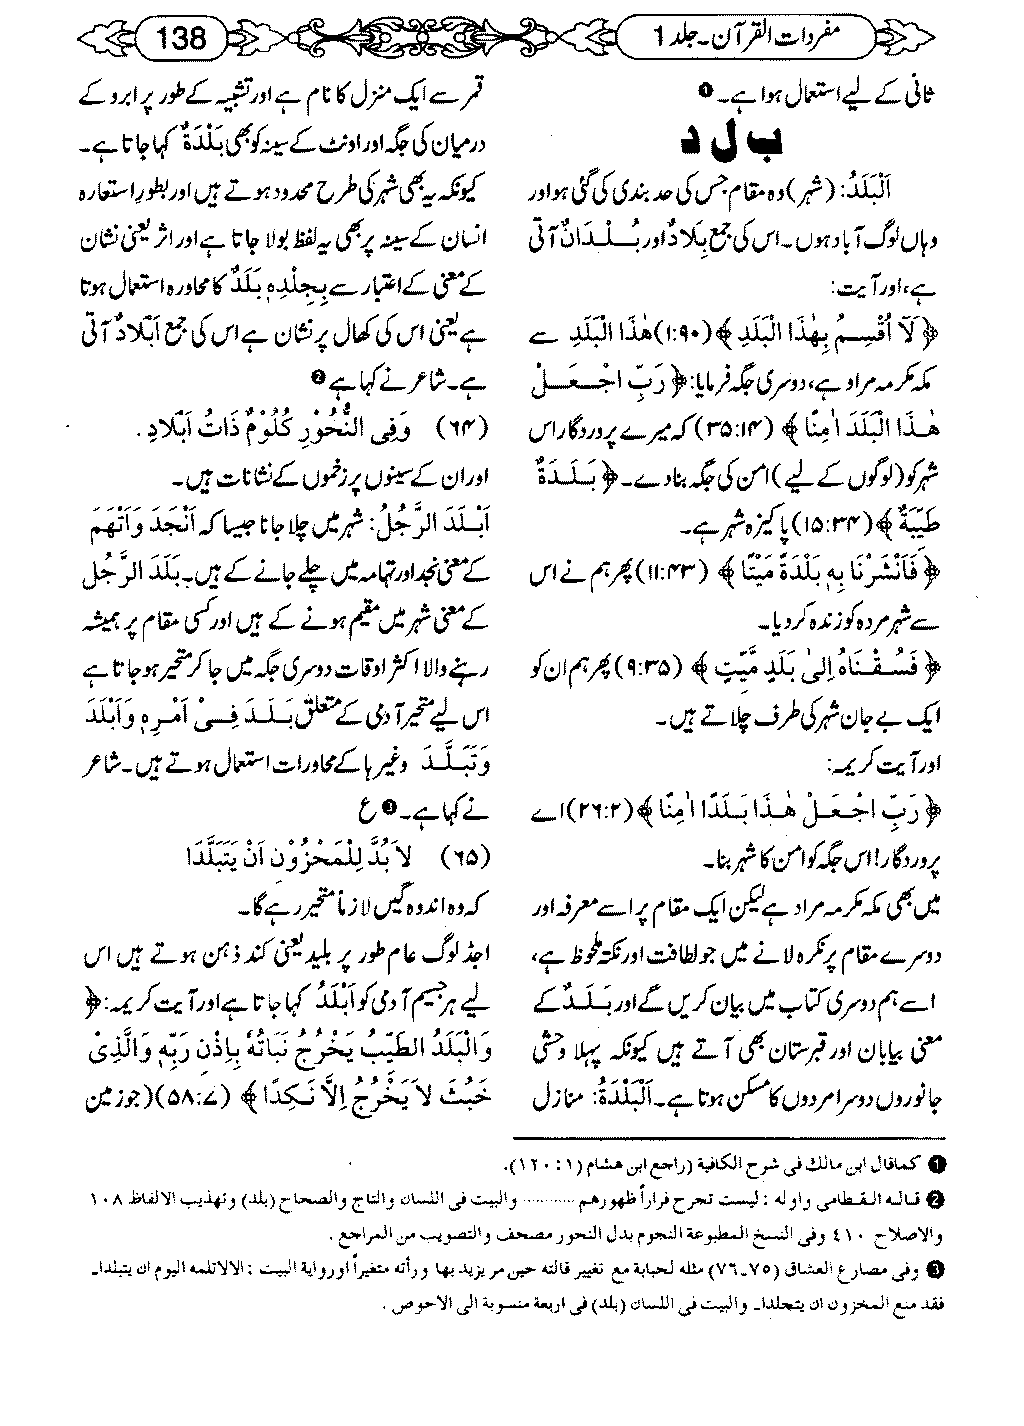 مفردات القرآن۔ جلد 1
138
ثانی کے لیے استعمال ہوا ہے۔ ❶
ب ل د
اَلْبَلَدُ: (شہر) وہ مقام جس کی حد بندی کی گئی ہو اور
وہاں لوگ آباد ہوں۔ اس کی جمع بِلَادٌ اور بُلْدَانٌ آتی
ہے، اور آیت:
﴿لَآ اُقْسِمُ بِهٰذَا الْبَلَدِ﴾ (۱:۹۰) هٰذَا الْبَلَدِ سے
مکہ مکرمہ مراد ہے، دوسری جگہ فرمایا: ﴿رَبِّ اجْعَلْ
هٰذَا الْبَلَدَ اٰمِنًا﴾ (۳۵:۱۴) کہ میرے پروردگار اس
شہر کو (لوگوں کے لیے) امن کی جگہ بنا دے۔ ﴿بَلْدَةٌ
طَيِّبَةٌ﴾ (۱۵:۳۴) پاکیزہ شہر ہے۔
﴿فَاَنْشَرْنَا بِهٖ بَلْدَةً مَيْتًا﴾ (۱۱:۴۳) پھر ہم نے اس
سے شہر مردہ کو زندہ کر دیا۔
﴿فَسُقْنَاهُ اِلىٰ بَلَدٍ مَّيِّتٍ﴾ (۹:۳۵) پھر ہم ان کو
ایک بے جان شہر کی طرف چلاتے ہیں۔
اور آیت کریمہ:
﴿رَبِّ اجْعَلْ هٰذَا بَلَدًا اٰمِنًا﴾ (۲۶:۲) اے
پروردگار! اس جگہ کو امن کا شہر بنا۔
میں بھی مکہ مکرمہ مراد ہے لیکن ایک مقام پر اسے معرفہ اور
دوسرے مقام پر نکرہ لانے میں جو لطافت اور نکتہ ملحوظ ہے،
اسے ہم دوسری کتاب میں بیان کریں گے اور بَلَدٌ کے
معنی بیابان اور قبرستان بھی آتے ہیں کیونکہ پہلا وحشی
جانوروں دوسرا مردوں کا مسکن ہوتا ہے۔ اَلْبَلْدَةُ: منازل
قمر سے ایک منزل کا نام ہے اور تشبیہ کے طور پر ابرو کے
درمیان کی جگہ اور اونٹ کے سینہ کو بھی بَلْدَةٌ کہا جاتا ہے۔
کیونکہ یہ بھی شہر کی طرح محدود ہوتے ہیں اور بطورِ استعارہ
انسان کے سینہ پر بھی یہ لفظ بولا جاتا ہے اور اثر یعنی نشان
کے معنی کے اعتبار سے بِجِلْدِهٖ بَلَدٌ کا محاورہ استعمال ہوتا
ہے یعنی اس کی کھال پر نشان ہے اس کی جمع اَبْلَادٌ آتی
ہے۔ شاعر نے کہا ہے ❷
(۶۴) وَفِي النُّحُوْرِ كُلُوْمٌ ذَاتُ اَبْلَادِ.
اور ان کے سینوں پر زخموں کے نشانات ہیں۔
اَبْلَدَ الرَّجُلُ: شہر میں چلا جانا جیسا کہ اَنْجَدَ وَاَتْهَمَ
کے معنی نجد اور تہامہ میں چلے جانے کے ہیں۔ بَلَدَ الرَّجُلُ
کے معنی شہر میں مقیم ہونے کے ہیں اور کسی مقام پر ہمیشہ
رہنے والا اکثر اوقات دوسری جگہ میں جا کر متحیر ہو جاتا ہے
اس لیے متحیر آدمی کے متعلق بَلَدَ فِيْ اَمْرِهٖ وَاَبْلَدَ
وَتَبَلَّدَ وغیرہا کے محاورات استعمال ہوتے ہیں۔ شاعر
نے کہا ہے۔ ❸ ع
(۶۵) لَا بُدَّ لِلْمَحْزُوْنِ اَنْ يَتَبَلَّدَا
کہ وہ اندوہ گیں لازماً متحیر رہے گا۔
اجڈ لوگ عام طور پر بلید یعنی کند ذہن ہوتے ہیں اس
لیے ہر جسیم آدمی کو اَبْلَدُ کہا جاتا ہے اور آیت کریمہ: ﴿
وَالْبَلَدُ الطَّيِّبُ يَخْرُجُ نَبَاتُهٗ بِاِذْنِ رَبِّهٖ وَالَّذِىْ
خَبُثَ لَا يَخْرُجُ اِلَّا نَكِدًا﴾ (۵۸:۷) (جو زمین
❶ كما قال ابن مالك فى شرح الكافية (راجع ابن هشام ١:١٢٠).
❷ قاله القطامى واوله : ليست تجرح فراراً ظهورهم ............ والبيت فى اللسان والتاج والصحاح (بلد) وتهذيب الالفاظ ١٠٨
والاصلاح ٤١٠ وفى النسخ المطبوعة النجوم بدل النحور مصحف والتصويب من المراجع .
❸ وفى مصارع العشاق (٧٥۔٧٦) مثله لحبابة مع تغيير قالته حين مر يزيد بها ورأته متغيراً اورواية البيت : الا لاتلمه اليوم ان يتبلدا۔
فقد منع المخزون ان يتجلدا۔ والبيت فى اللسان (بلد) فى اربعة منسوبة الى الاحوص .